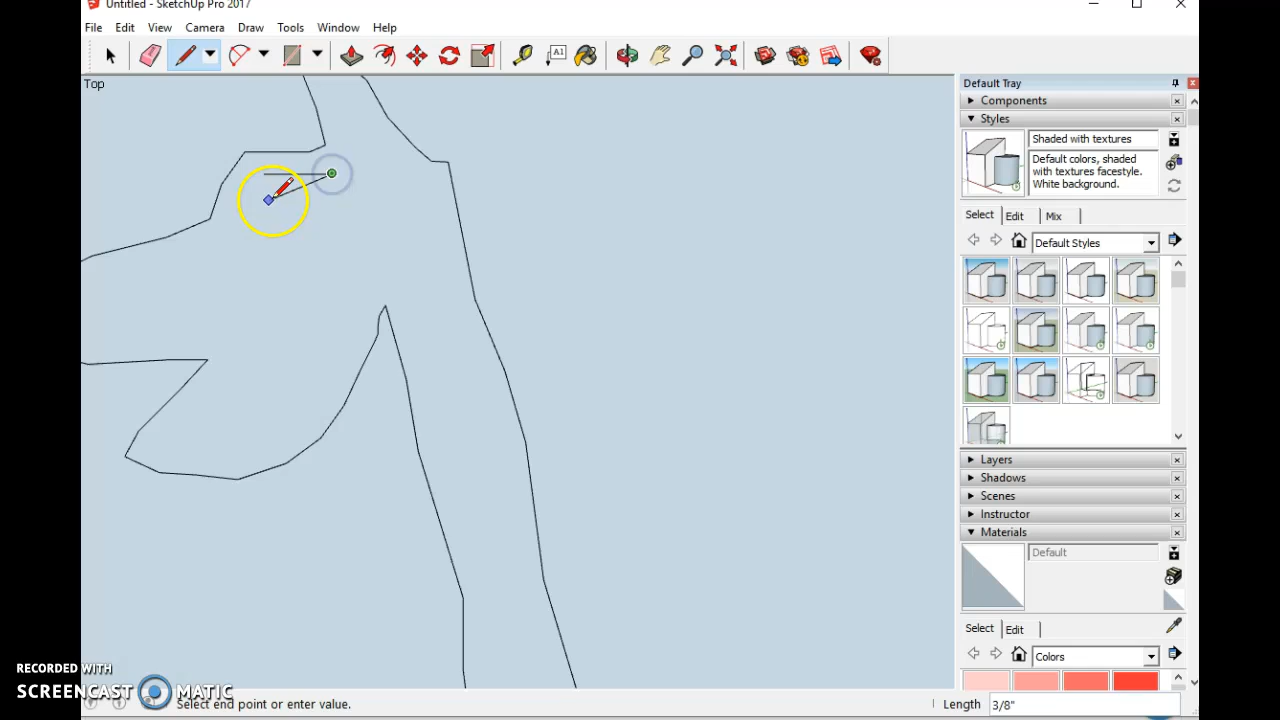 Untitled - SketchUp Pro 2017
File Edit View Camera Draw Tools Window Help
A1
Top
Default Tray
Components
Styles
Shaded with textures
Default colors, shaded
with textures facestyle.
White background.
Select Edit Mix
Default Styles
Layers
Shadows
Scenes
Instructor
Materials
Default
Select Edit
Colors
RECORDED WITH
SCREENCAST MATIC
Select end point or enter value.
Length 3/8"